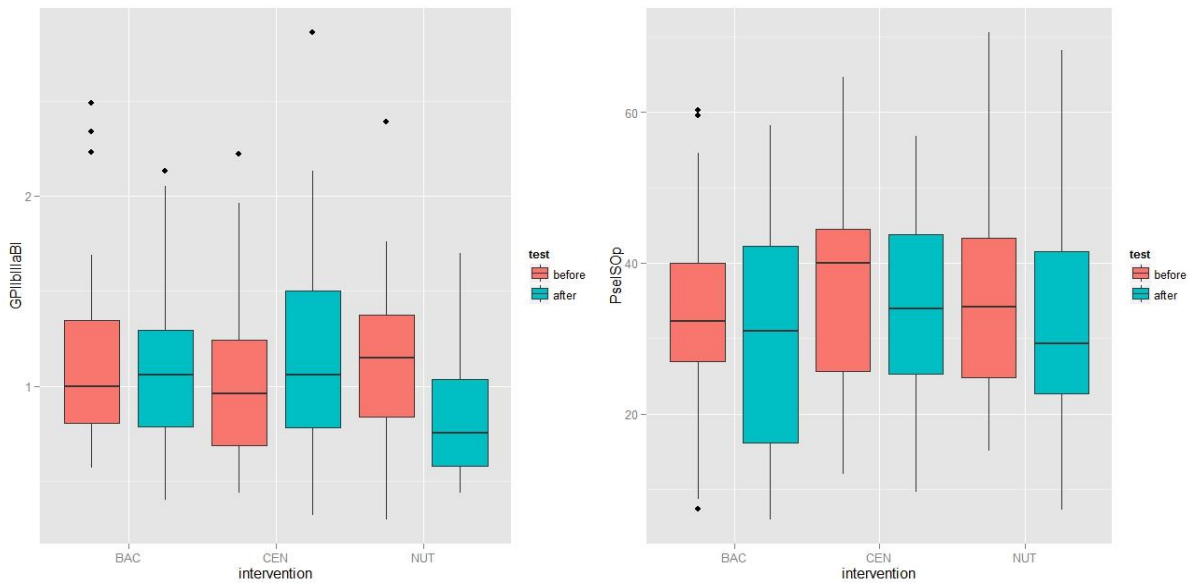 GPIIbIIIaBl
2
1
BAC
CEN
NUT
intervention
test
before
after
PselSOp
60
40
20
BAC
CEN
NUT
intervention
test
before
after